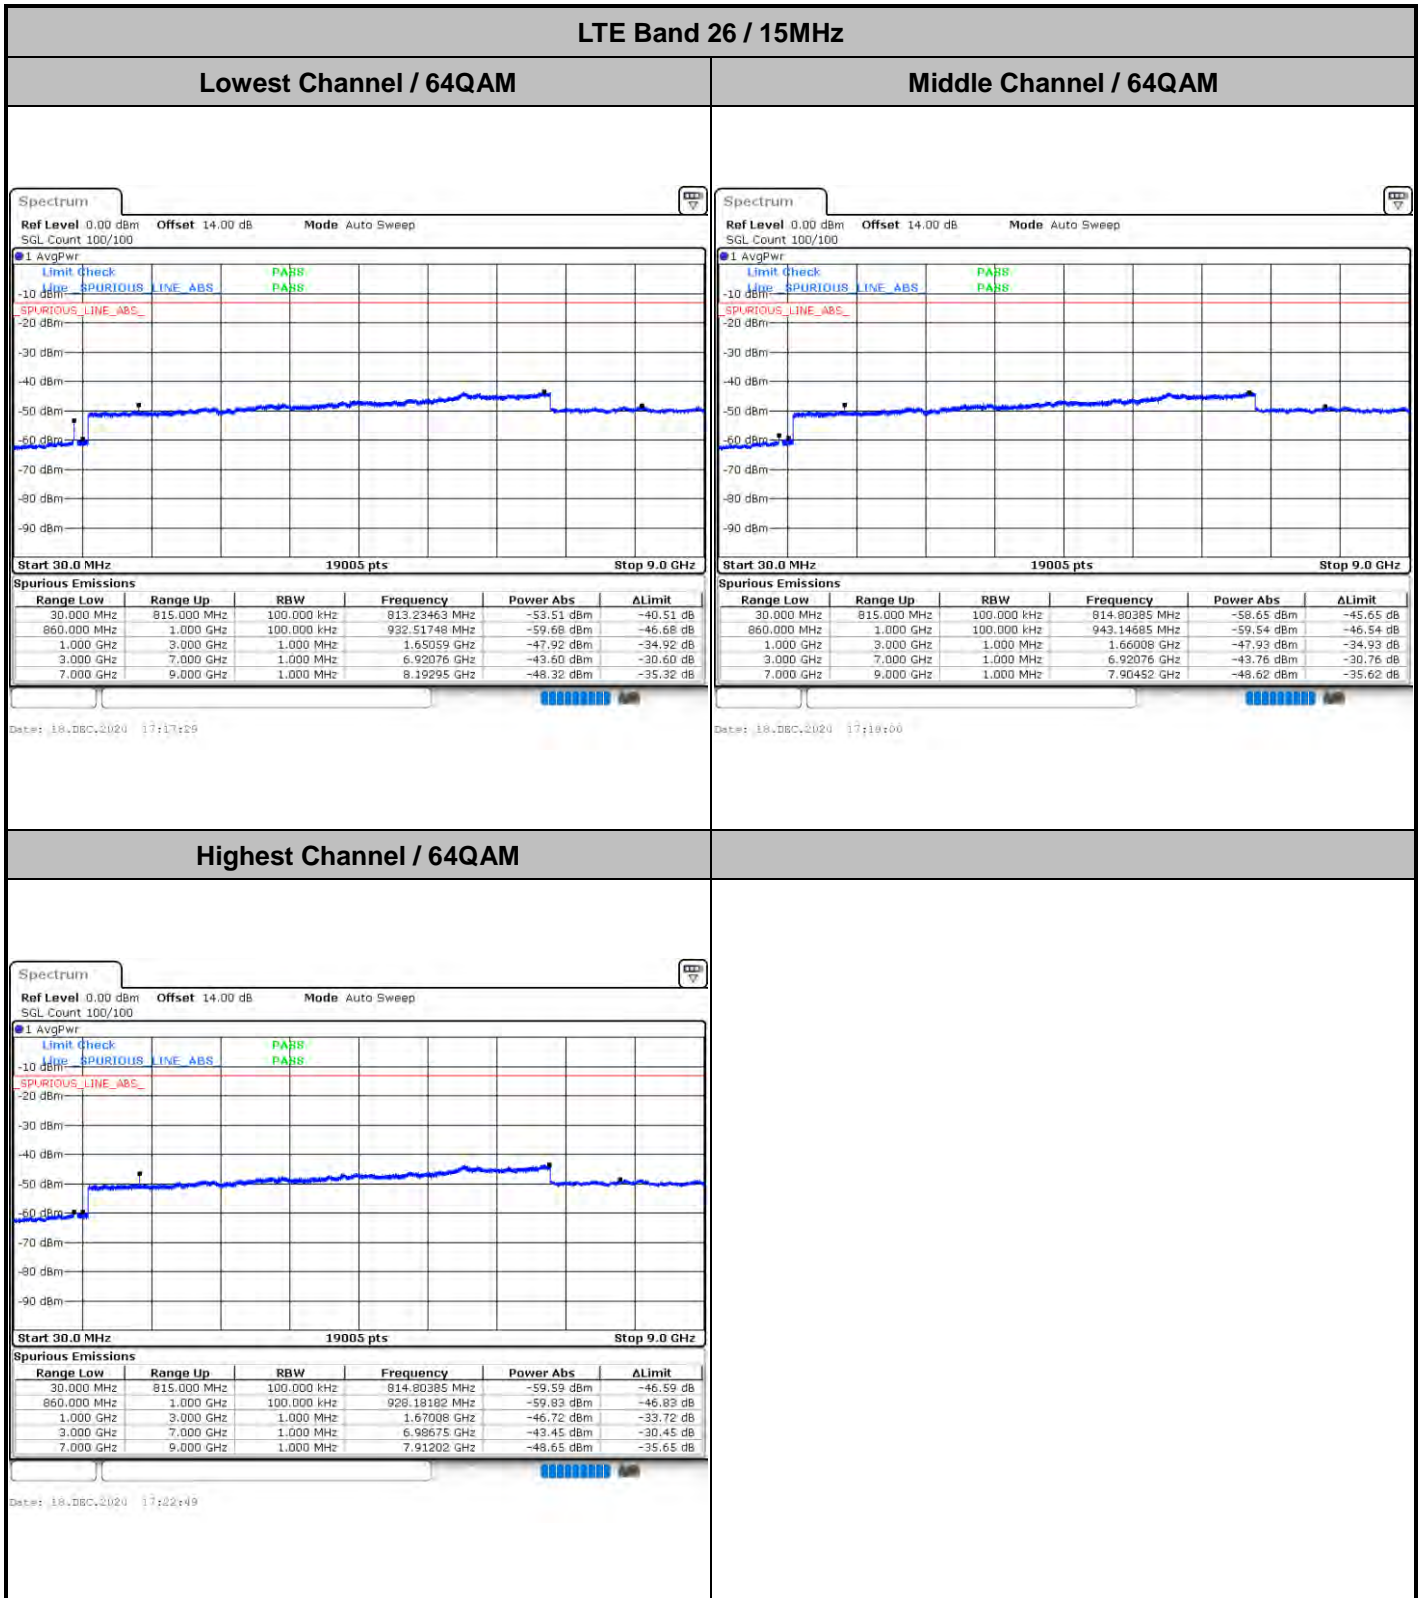 LTE Band 26 / 15MHz
Lowest Channel / 64QAM
Middle Channel / 64QAM
Spectrum
Ref Level 0.00 dBm Offset 14.00 dB Mode Auto Sweep
SGL Count 100/100
1 AvgPwr
Limit Check PASS
Line _SPURIOUS_LINE_ABS_ PASS
-10 dBm
_SPURIOUS_LINE_ABS_
-20 dBm
-30 dBm
-40 dBm
-50 dBm
-60 dBm
-70 dBm
-80 dBm
-90 dBm
Start 30.0 MHz 19005 pts Stop 9.0 GHz
Spurious Emissions
Range Low Range Up RBW Frequency Power Abs ΔLimit
30.000 MHz 815.000 MHz 100.000 kHz 813.23463 MHz -53.51 dBm -40.51 dB
860.000 MHz 1.000 GHz 100.000 kHz 932.51748 MHz -59.68 dBm -46.68 dB
1.000 GHz 3.000 GHz 1.000 MHz 1.65059 GHz -47.92 dBm -34.92 dB
3.000 GHz 7.000 GHz 1.000 MHz 6.92076 GHz -43.60 dBm -30.60 dB
7.000 GHz 9.000 GHz 1.000 MHz 8.19295 GHz -48.32 dBm -35.32 dB
Date: 18.DEC.2020 17:17:29
Spectrum
Ref Level 0.00 dBm Offset 14.00 dB Mode Auto Sweep
SGL Count 100/100
1 AvgPwr
Limit Check PASS
Line _SPURIOUS_LINE_ABS_ PASS
-10 dBm
_SPURIOUS_LINE_ABS_
-20 dBm
-30 dBm
-40 dBm
-50 dBm
-60 dBm
-70 dBm
-80 dBm
-90 dBm
Start 30.0 MHz 19005 pts Stop 9.0 GHz
Spurious Emissions
Range Low Range Up RBW Frequency Power Abs ΔLimit
30.000 MHz 815.000 MHz 100.000 kHz 814.80385 MHz -58.65 dBm -45.65 dB
860.000 MHz 1.000 GHz 100.000 kHz 943.14685 MHz -59.54 dBm -46.54 dB
1.000 GHz 3.000 GHz 1.000 MHz 1.66008 GHz -47.93 dBm -34.93 dB
3.000 GHz 7.000 GHz 1.000 MHz 6.92076 GHz -43.76 dBm -30.76 dB
7.000 GHz 9.000 GHz 1.000 MHz 7.90452 GHz -48.62 dBm -35.62 dB
Date: 18.DEC.2020
Highest Channel / 64QAM
Spectrum
Ref Level 0.00 dBm Offset 14.00 dB Mode Auto Sweep
SGL Count 100/100
1 AvgPwr
Limit Check PASS
Line _SPURIOUS_LINE_ABS_ PASS
-10 dBm
_SPURIOUS_LINE_ABS_
-20 dBm
-30 dBm
-40 dBm
-50 dBm
-60 dBm
-70 dBm
-80 dBm
-90 dBm
Start 30.0 MHz 19005 pts Stop 9.0 GHz
Spurious Emissions
Range Low Range Up RBW Frequency Power Abs ΔLimit
30.000 MHz 815.000 MHz 100.000 kHz 814.80385 MHz -59.59 dBm -46.59 dB
860.000 MHz 1.000 GHz 100.000 kHz 928.18182 MHz -59.83 dBm -46.83 dB
1.000 GHz 3.000 GHz 1.000 MHz 1.67008 GHz -46.72 dBm -33.72 dB
3.000 GHz 7.000 GHz 1.000 MHz 6.98675 GHz -43.45 dBm -30.45 dB
7.000 GHz 9.000 GHz 1.000 MHz 7.91202 GHz -48.65 dBm -35.65 dB
Date: 18.DEC.2020 17:22:49